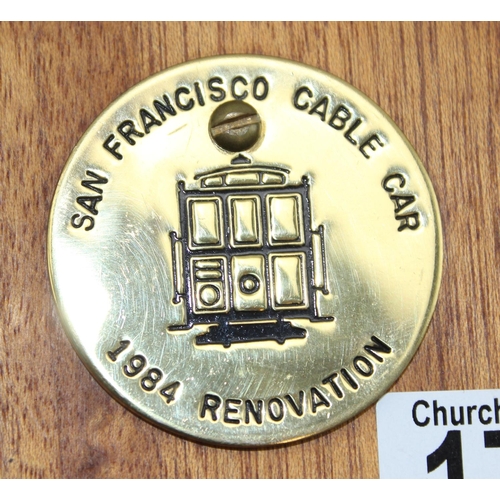 SAN FRANCISCO CABLE CAR
1984 RENOVATION
Church